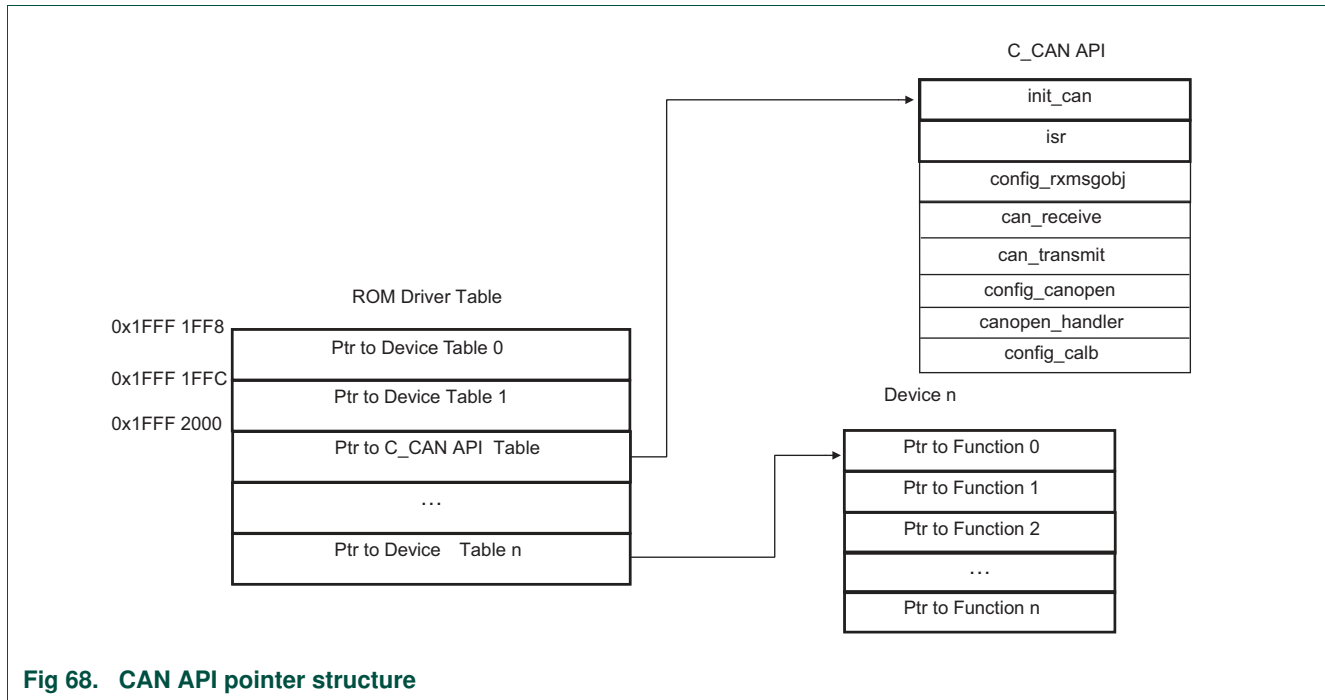 C_CAN API
init_can
isr
config_rxmsgobj
can_receive
can_transmit
config_canopen
canopen_handler
config_calb
ROM Driver Table
0x1FFF 1FF8
Ptr to Device Table 0
0x1FFF 1FFC
Ptr to Device Table 1
0x1FFF 2000
Ptr to C_CAN API Table
...
Ptr to Device Table n
Device n
Ptr to Function 0
Ptr to Function 1
Ptr to Function 2
...
Ptr to Function n
Fig 68. CAN API pointer structure